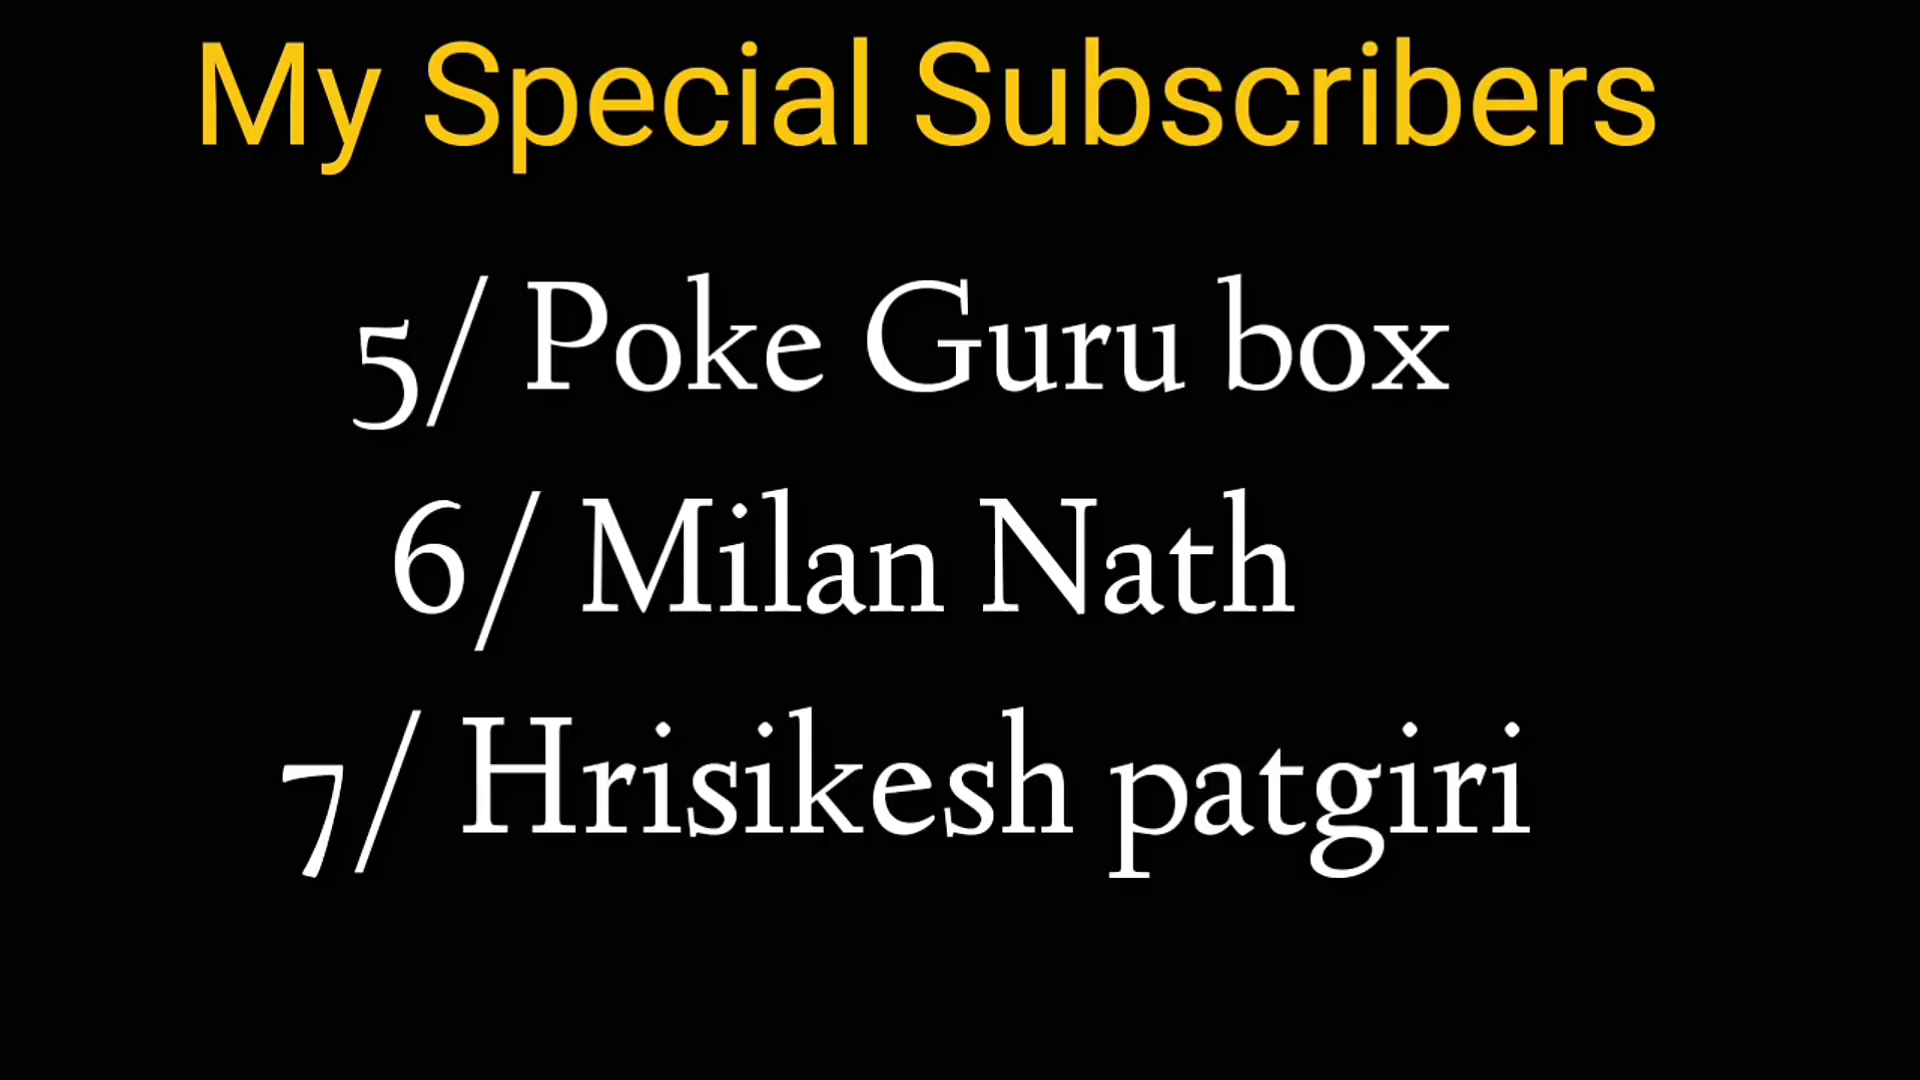 My Special Subscribers
5/ Poke Guru box
6/ Milan Nath
7/ Hrisikesh patgiri